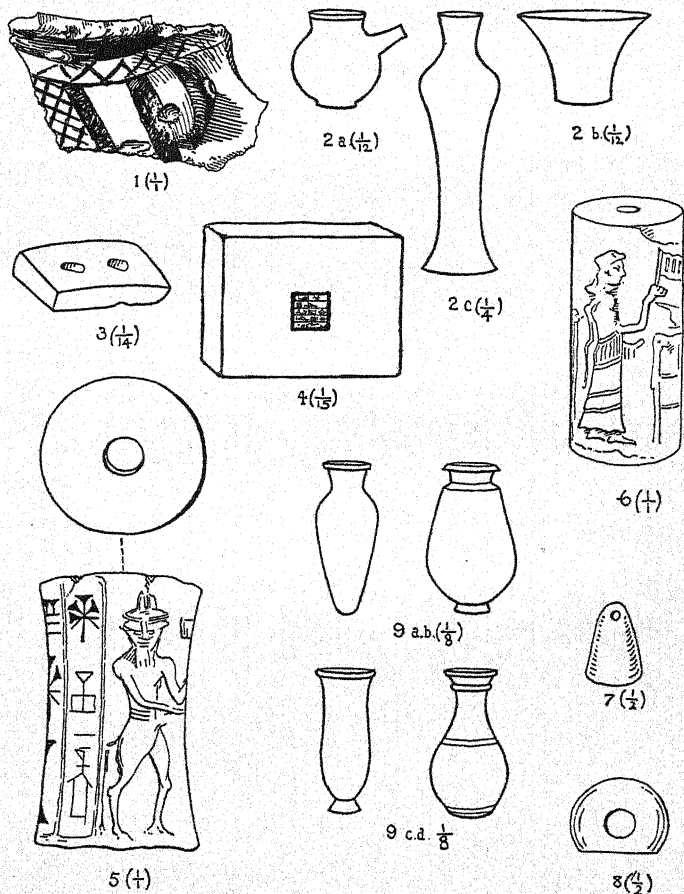 1 (1/1)
2 a (1/12)
2 b. (1/12)
2 c (1/4)
3 (1/14)
4 (1/15)
5 (1/1)
6 (1/1)
7 (1/2)
8 (1/2)
9 a.b. (1/8)
9 c.d. 1/8